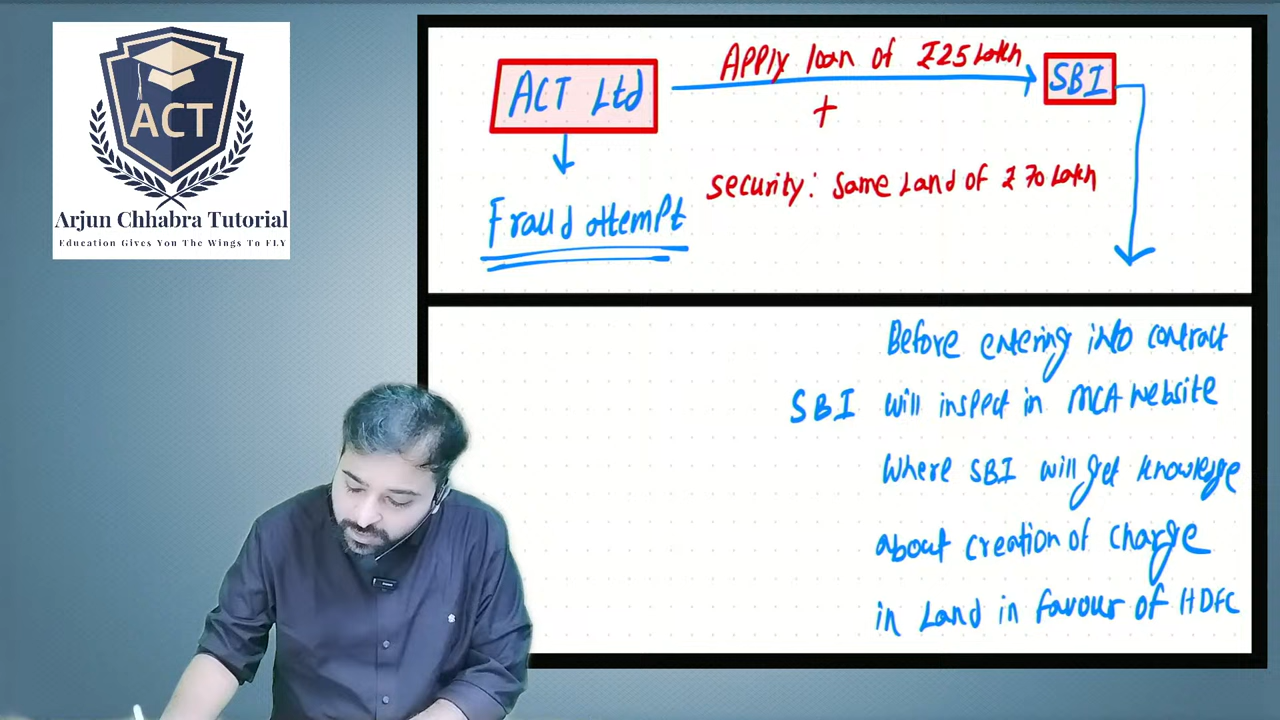 ACT
Arjun Chhabra Tutorial
Education Gives You The Wings To FLY
ACT Ltd
Apply loan of ₹25 Lakh
SBI
+
Security: Same Land of ₹70 Lakh
Fraud attempt
Before entering into contract
SBI will inspect in MCA website
Where SBI will get knowledge
about creation of charge
in Land in favour of HDFC